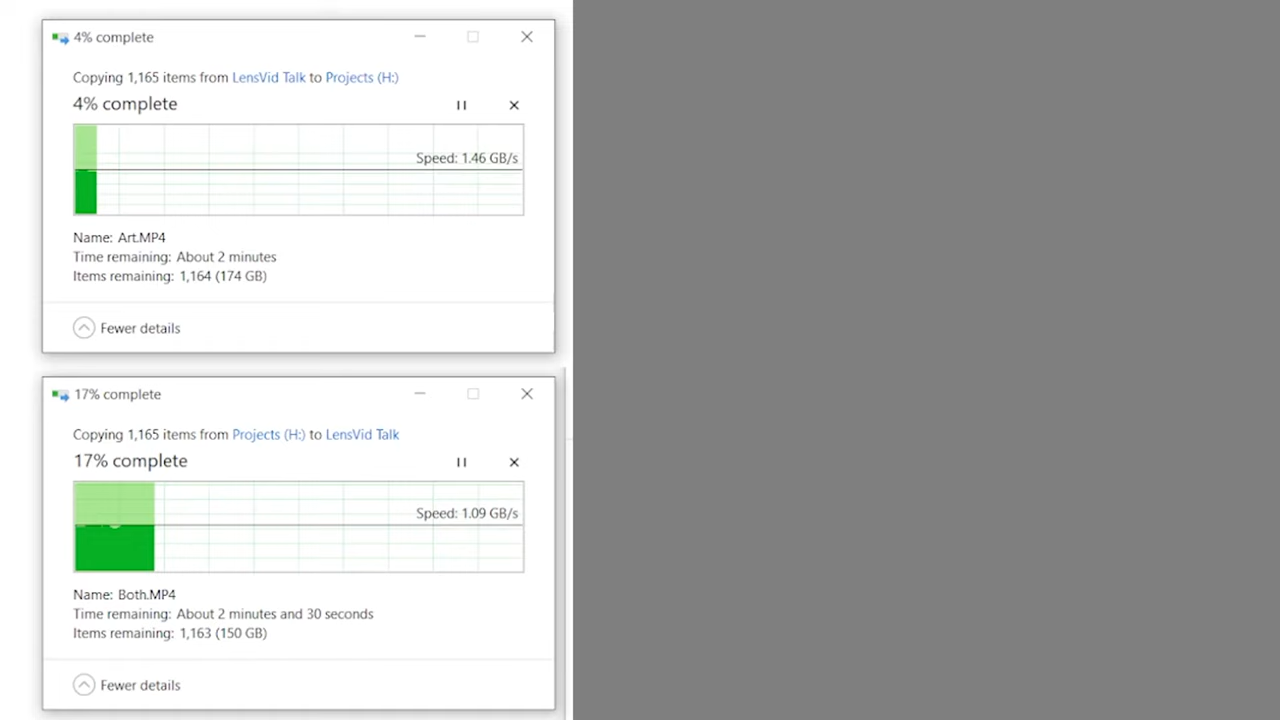 4% complete
Copying 1,165 items from LensVid Talk to Projects (H:)
4% complete
Speed: 1.46 GB/s
Name: Art.MP4
Time remaining: About 2 minutes
Items remaining: 1,164 (174 GB)
Fewer details
17% complete
Copying 1,165 items from Projects (H:) to LensVid Talk
17% complete
Speed: 1.09 GB/s
Name: Both.MP4
Time remaining: About 2 minutes and 30 seconds
Items remaining: 1,163 (150 GB)
Fewer details